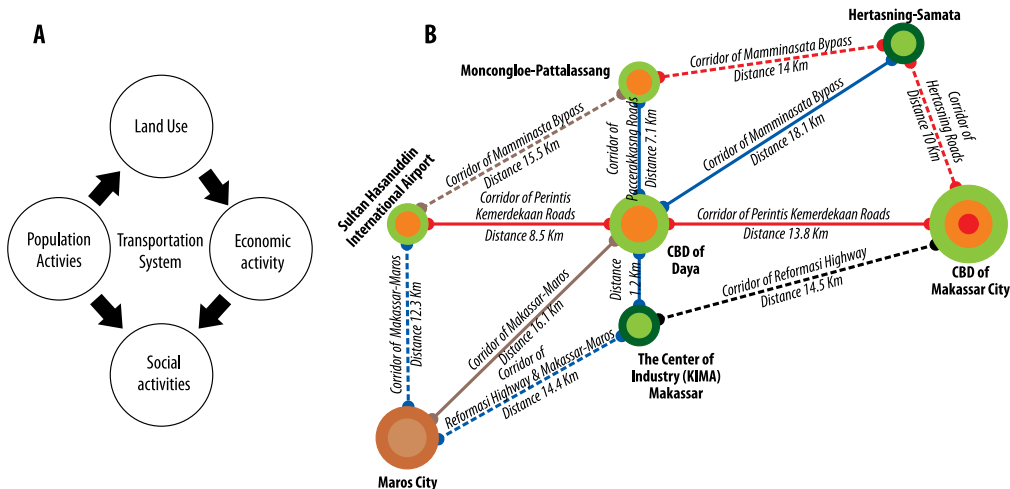 A
Land Use
Population
Activies
Transportation
System
Economic
activity
Social
activities
B
Hertasning-Samata
Corridor of Mamminasata Bypass
Distance 14 Km
Moncongloe-Pattalassang
Corridor of Mamminasta Bypass
Distance 15.5 Km
Corridor of
Paccerakkasng Roads
Distance 7.1 Km
Corridor of Mamminasata Bypass
Distance 18.1 Km
Corridor of
Hertasning Roads
Distance 10 Km
Sultan Hasanuddin
International Airport
Corridor of Perintis
Kemerdekaan Roads
Distance 8.5 Km
Corridor of Perintis Kemerdekaan Roads
Distance 13.8 Km
CBD of
Daya
CBD of
Makassar City
Distance
1.2 Km
Corridor of Reformasi Highway
Distance 14.5 Km
Corridor of Makassar-Maros
Distance 12.3 Km
Corridor of Makassar-Maros
Distance 16.1 Km
Corridor of
Reformasi Highway & Makassar-Maros
Distance 14.4 Km
The Center of
Industry (KIMA)
Makassar
Maros City